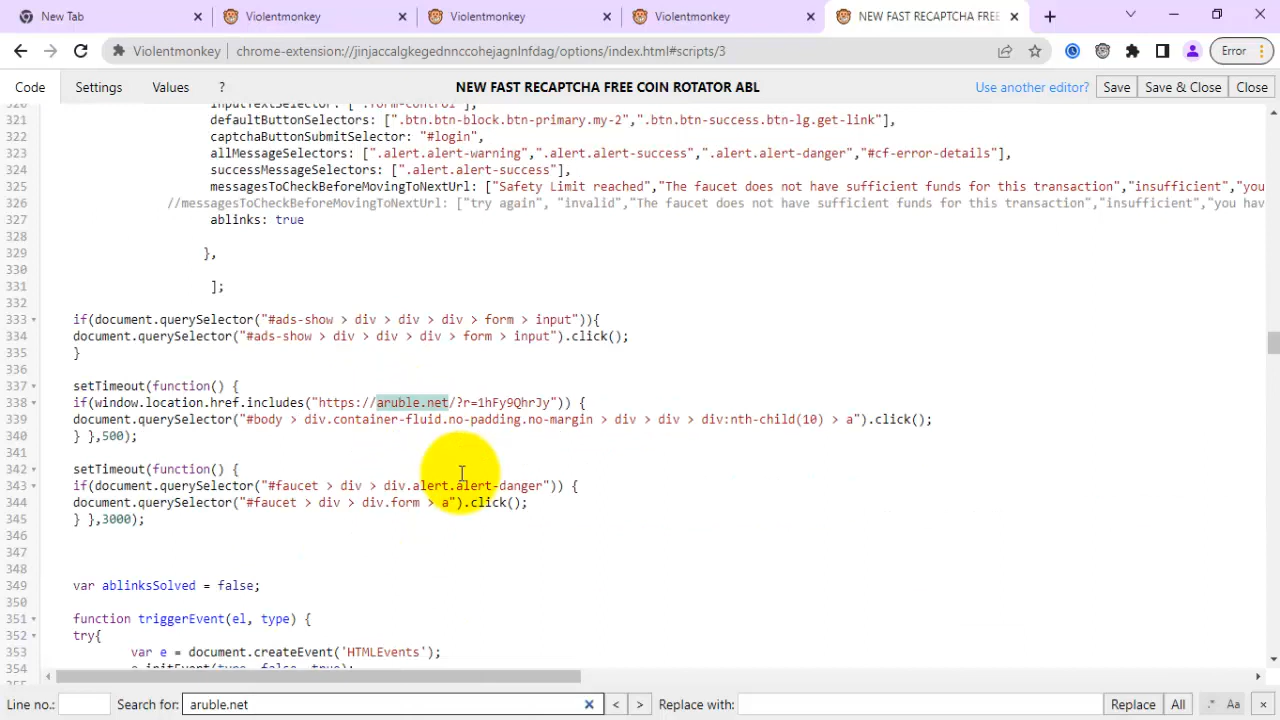 New Tab
Violentmonkey
Violentmonkey
Violentmonkey
NEW FAST RECAPTCHA FREE
Violentmonkey
chrome-extension://jinjaccalgkegednnccohejagnlnfdag/options/index.html#scripts/3
Error
Code
Settings
Values
?
NEW FAST RECAPTCHA FREE COIN ROTATOR ABL
Use another editor?
Save
Save & Close
Close
320 inputTextSelector: [".form-control"],
321 defaultButtonSelectors: [".btn.btn-block.btn-primary.my-2",".btn.btn-success.btn-lg.get-link"],
322 captchaButtonSubmitSelector: "#login",
323 allMessageSelectors: [".alert.alert-warning",".alert.alert-success",".alert.alert-danger","#cf-error-details"],
324 successMessageSelectors: [".alert.alert-success"],
325 messagesToCheckBeforeMovingToNextUrl: ["Safety Limit reached","The faucet does not have sufficient funds for this transaction","insufficient","you
326 //messagesToCheckBeforeMovingToNextUrl: ["try again", "invalid","The faucet does not have sufficient funds for this transaction","insufficient","you hav
327 ablinks: true
328
329 },
330
331 ];
332
333 if(document.querySelector("#ads-show > div > div > div > form > input")){
334 document.querySelector("#ads-show > div > div > div > form > input").click();
335 }
336
337 setTimeout(function() {
338 if(window.location.href.includes("https://aruble.net/?r=1hFy9QhrJy")) {
339 document.querySelector("#body > div.container-fluid.no-padding.no-margin > div > div > div:nth-child(10) > a").click();
340 } },500);
341
342 setTimeout(function() {
343 if(document.querySelector("#faucet > div > div.alert.alert-danger")) {
344 document.querySelector("#faucet > div > div.form > a").click();
345 } },3000);
346
347
348
349 var ablinksSolved = false;
350
351 function triggerEvent(el, type) {
352 try{
353 var e = document.createEvent('HTMLEvents');
354 e.initEvent(type, false, true);
Line no.:
Search for: aruble.net
< >
Replace with:
Replace
All
.*
Aa